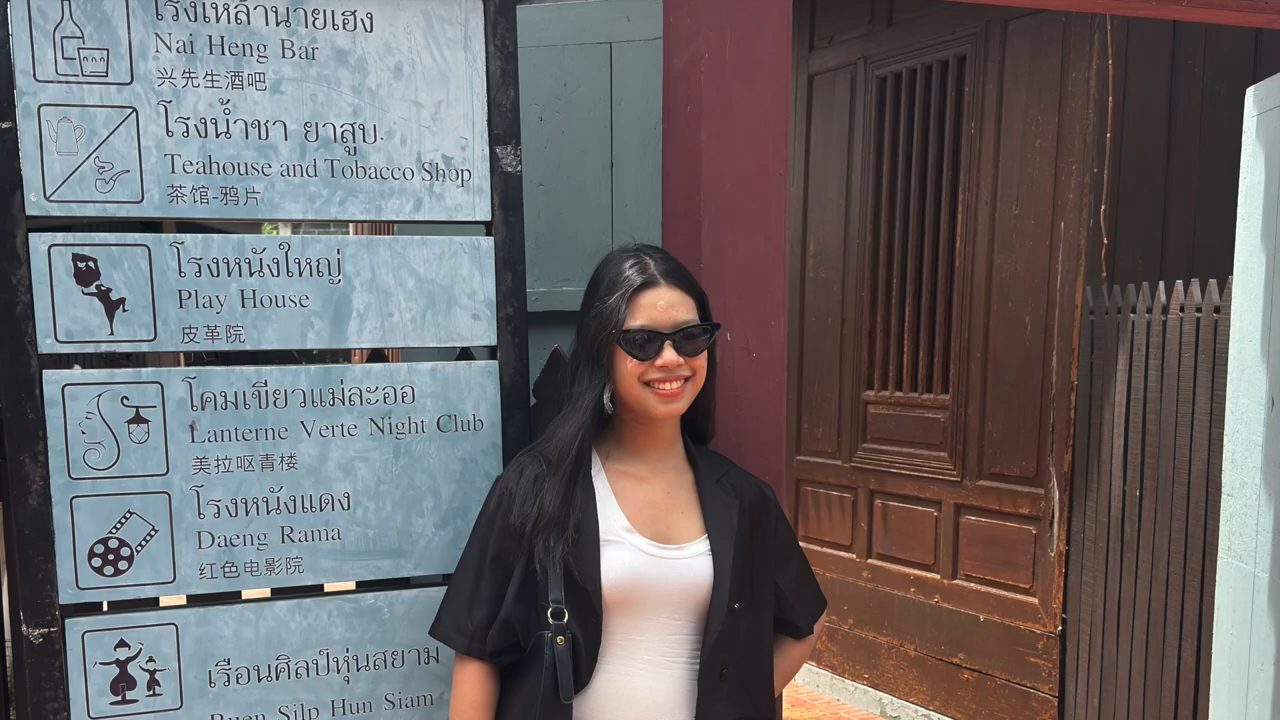 โรงเหล้านายเฮง
Nai Heng Bar
兴先生酒吧
โรงน้ำชา ยาสูบ
Teahouse and Tobacco Shop
茶馆-鸦片
โรงหนังใหญ่
Play House
皮革院
โคมเขียวแม่ละออ
Lanterne Verte Night Club
美拉呕青楼
โรงหนังแดง
Daeng Rama
红色电影院
เรือนศิลป์หุ่นสยาม
Ruen Silp Hun Siam